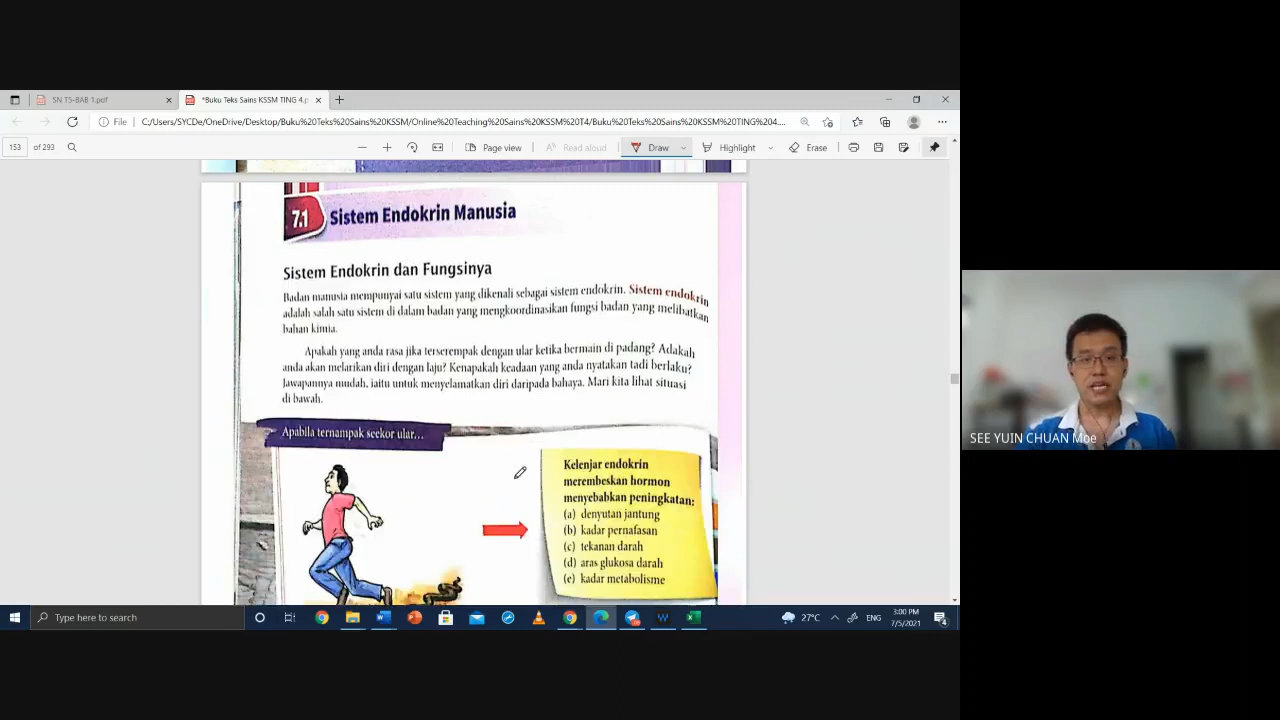 SN T5-BAB 1.pdf
*Buku Teks Sains KSSM TING 4.p
File
C:/Users/SYCDe/OneDrive/Desktop/Buku%20Teks%20Sains%20KSSM/Online%20Teaching%20Sains%20KSSM%20T4/Buku%20Teks%20Sains%20KSSM%20TING%204....
153
of 293
Page view
Read aloud
Draw
Highlight
Erase
7.1 Sistem Endokrin Manusia
Sistem Endokrin dan Fungsinya
Badan manusia mempunyai satu sistem yang dikenali sebagai sistem endokrin. Sistem endokrin
adalah salah satu sistem di dalam badan yang mengkoordinasikan fungsi badan yang melibatkan
bahan kimia.
Apakah yang anda rasa jika terserempak dengan ular ketika bermain di padang? Adakah
anda akan melarikan diri dengan laju? Kenapakah keadaan yang anda nyatakan tadi berlaku?
Jawapannya mudah, iaitu untuk menyelamatkan diri daripada bahaya. Mari kita lihat situasi
di bawah.
Apabila ternampak seekor ular...
Kelenjar endokrin
merembeskan hormon
menyebabkan peningkatan:
(a) denyutan jantung
(b) kadar pernafasan
(c) tekanan darah
(d) aras glukosa darah
(e) kadar metabolisme
SEE YUIN CHUAN Moe
Type here to search
27°C
ENG
3:00 PM
7/5/2021